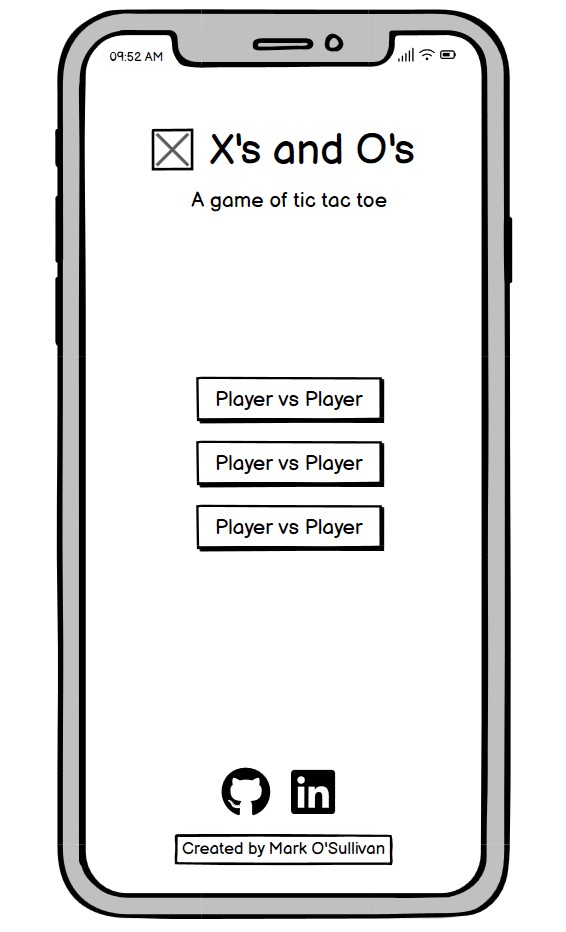 09:52 AM
X's and O's
A game of tic tac toe
Player vs Player
Player vs Player
Player vs Player
in
Created by Mark O'Sullivan